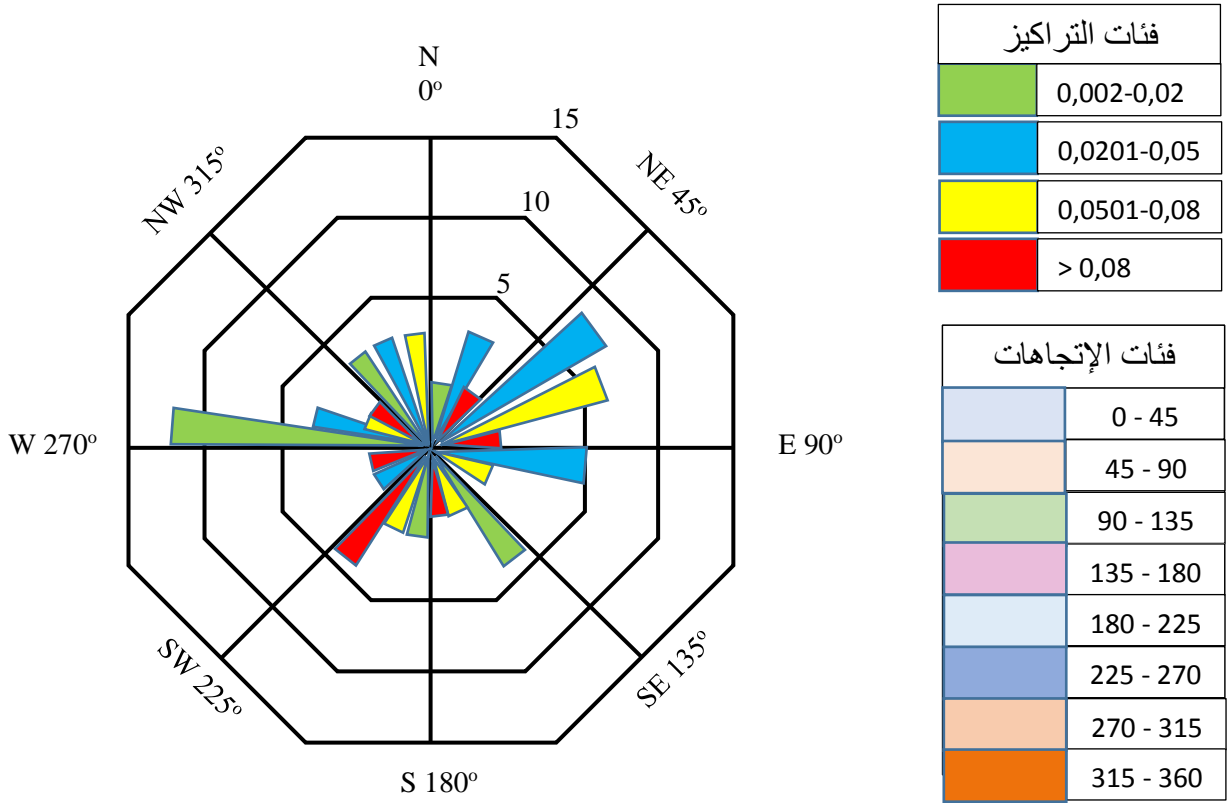 N
0º
15
10
5
NW 315º
NE 45º
W 270º
E 90º
SW 225º
SE 135º
S 180º
فئات التراكيز
0,002-0,02
0,0201-0,05
0,0501-0,08
> 0,08
فئات الإتجاهات
0 - 45
45 - 90
90 - 135
135 - 180
180 - 225
225 - 270
270 - 315
315 - 360